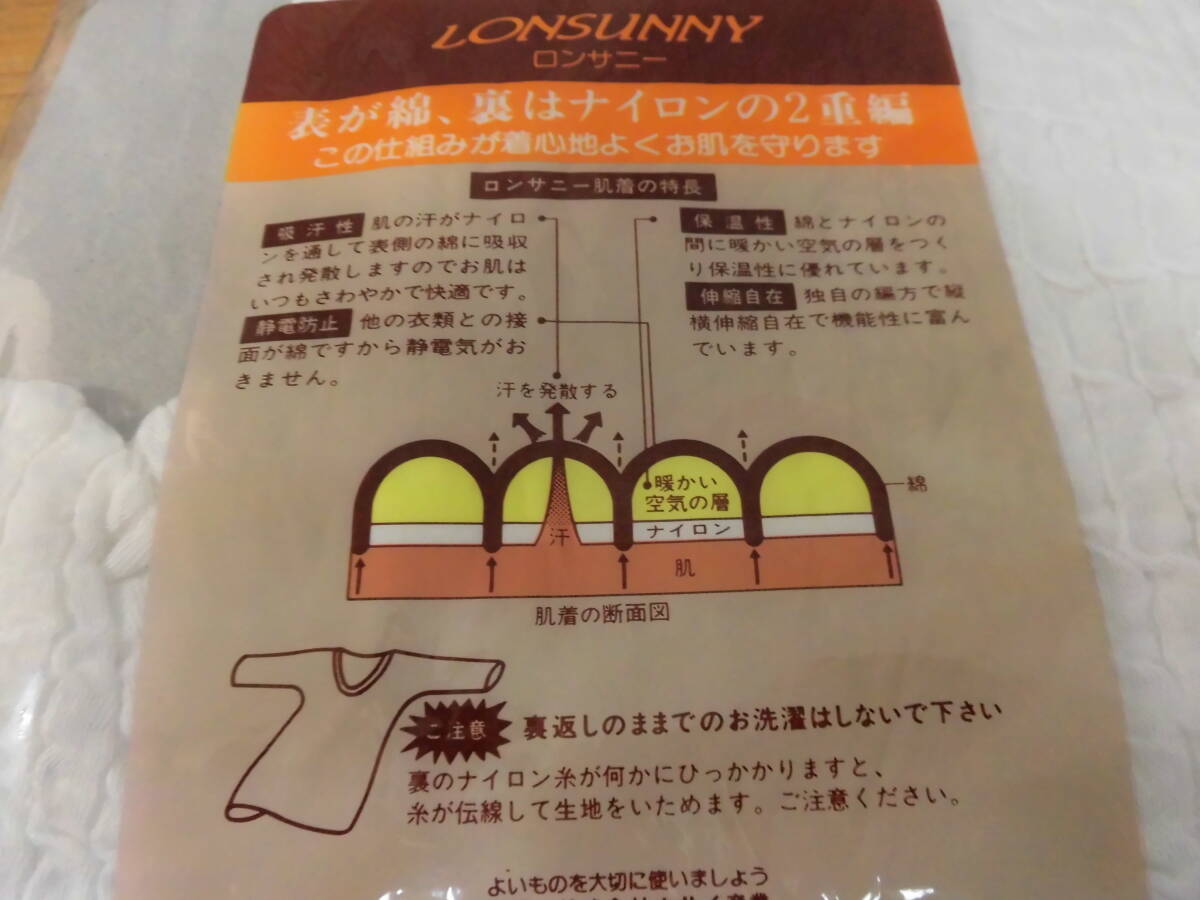 LONSUNNY
ロンサニー
表が綿、裏はナイロンの2重編
この仕組みが着心地よくお肌を守ります
ロンサニー肌着の特長
吸汗性 肌の汗がナイロ
ンを通して表側の綿に吸収
され発散しますのでお肌は
いつもさわやかで快適です。
静電防止 他の衣類との接
面が綿ですから静電気がお
きません。
保温性 綿とナイロンの
間に暖かい空気の層をつく
り保温性に優れています。
伸縮自在 独自の編方で縦
横伸縮自在で機能性に富ん
でいます。
汗を発散する
暖かい
空気の層
綿
ナイロン
汗
肌
肌着の断面図
ご注意 裏返しのままでのお洗濯はしないで下さい
裏のナイロン糸が何かにひっかかりますと、
糸が伝線して生地をいためます。ご注意ください。
よいものを大切に使いましょう